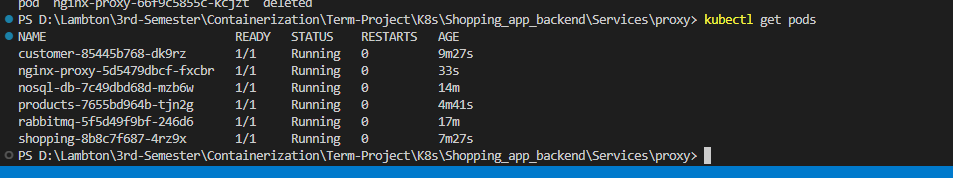 pod "nginx-proxy-66f9c5855c-kcjzt" deleted
PS D:\Lambton\3rd-Semester\Containerization\Term-Project\K8s\Shopping_app_backend\Services\proxy> kubectl get pods
NAME READY STATUS RESTARTS AGE
customer-85445b768-dk9rz 1/1 Running 0 9m27s
nginx-proxy-5d5479dbcf-fxcbr 1/1 Running 0 33s
nosql-db-7c49dbd68d-mzb6w 1/1 Running 0 14m
products-7655bd964b-tjn2g 1/1 Running 0 4m41s
rabbitmq-5f5d49f9bf-246d6 1/1 Running 0 17m
shopping-8b8c7f687-4rz9x 1/1 Running 0 7m27s
PS D:\Lambton\3rd-Semester\Containerization\Term-Project\K8s\Shopping_app_backend\Services\proxy>